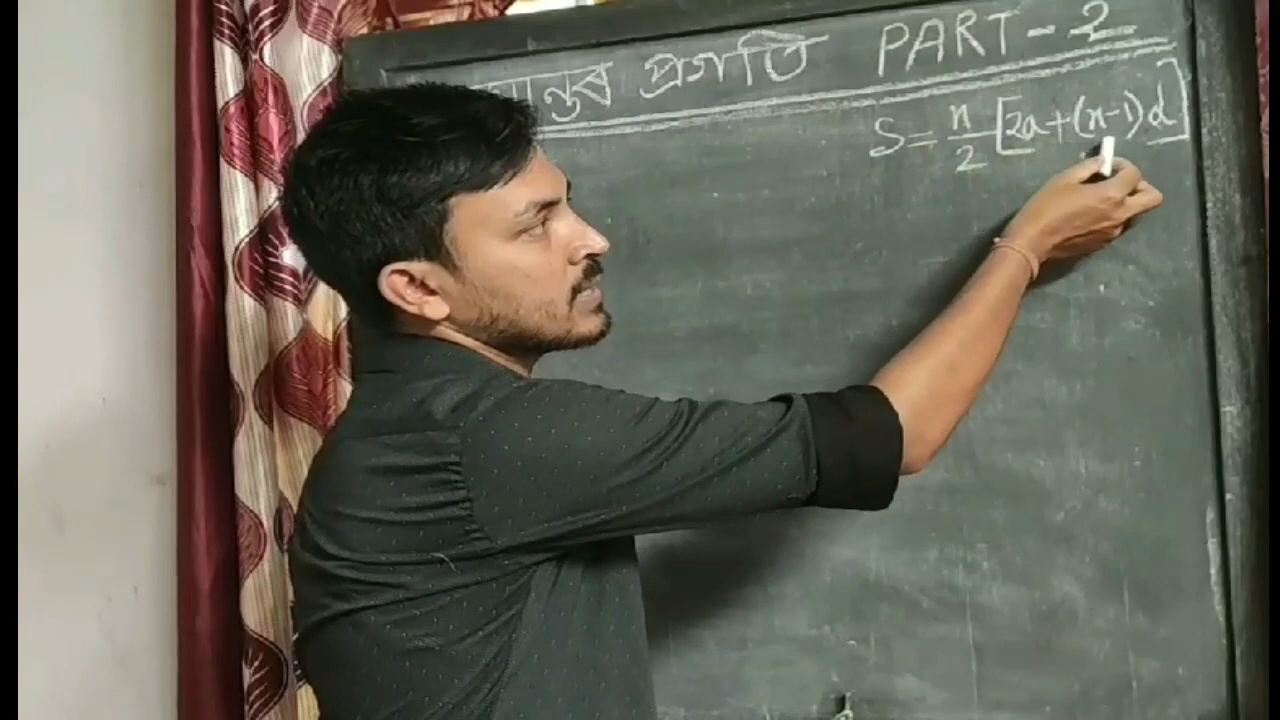 প্ৰগতি PART-2
S = n/2 [2a+(n-1)d]